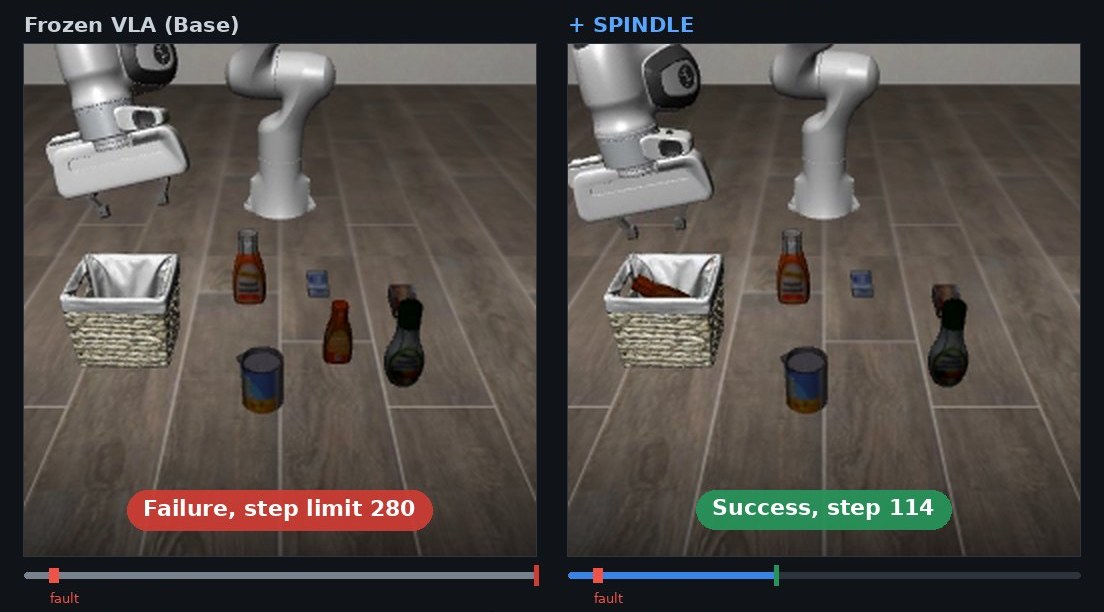 Frozen VLA (Base)
+ SPINDLE
Failure, step limit 280
Success, step 114
fault
fault